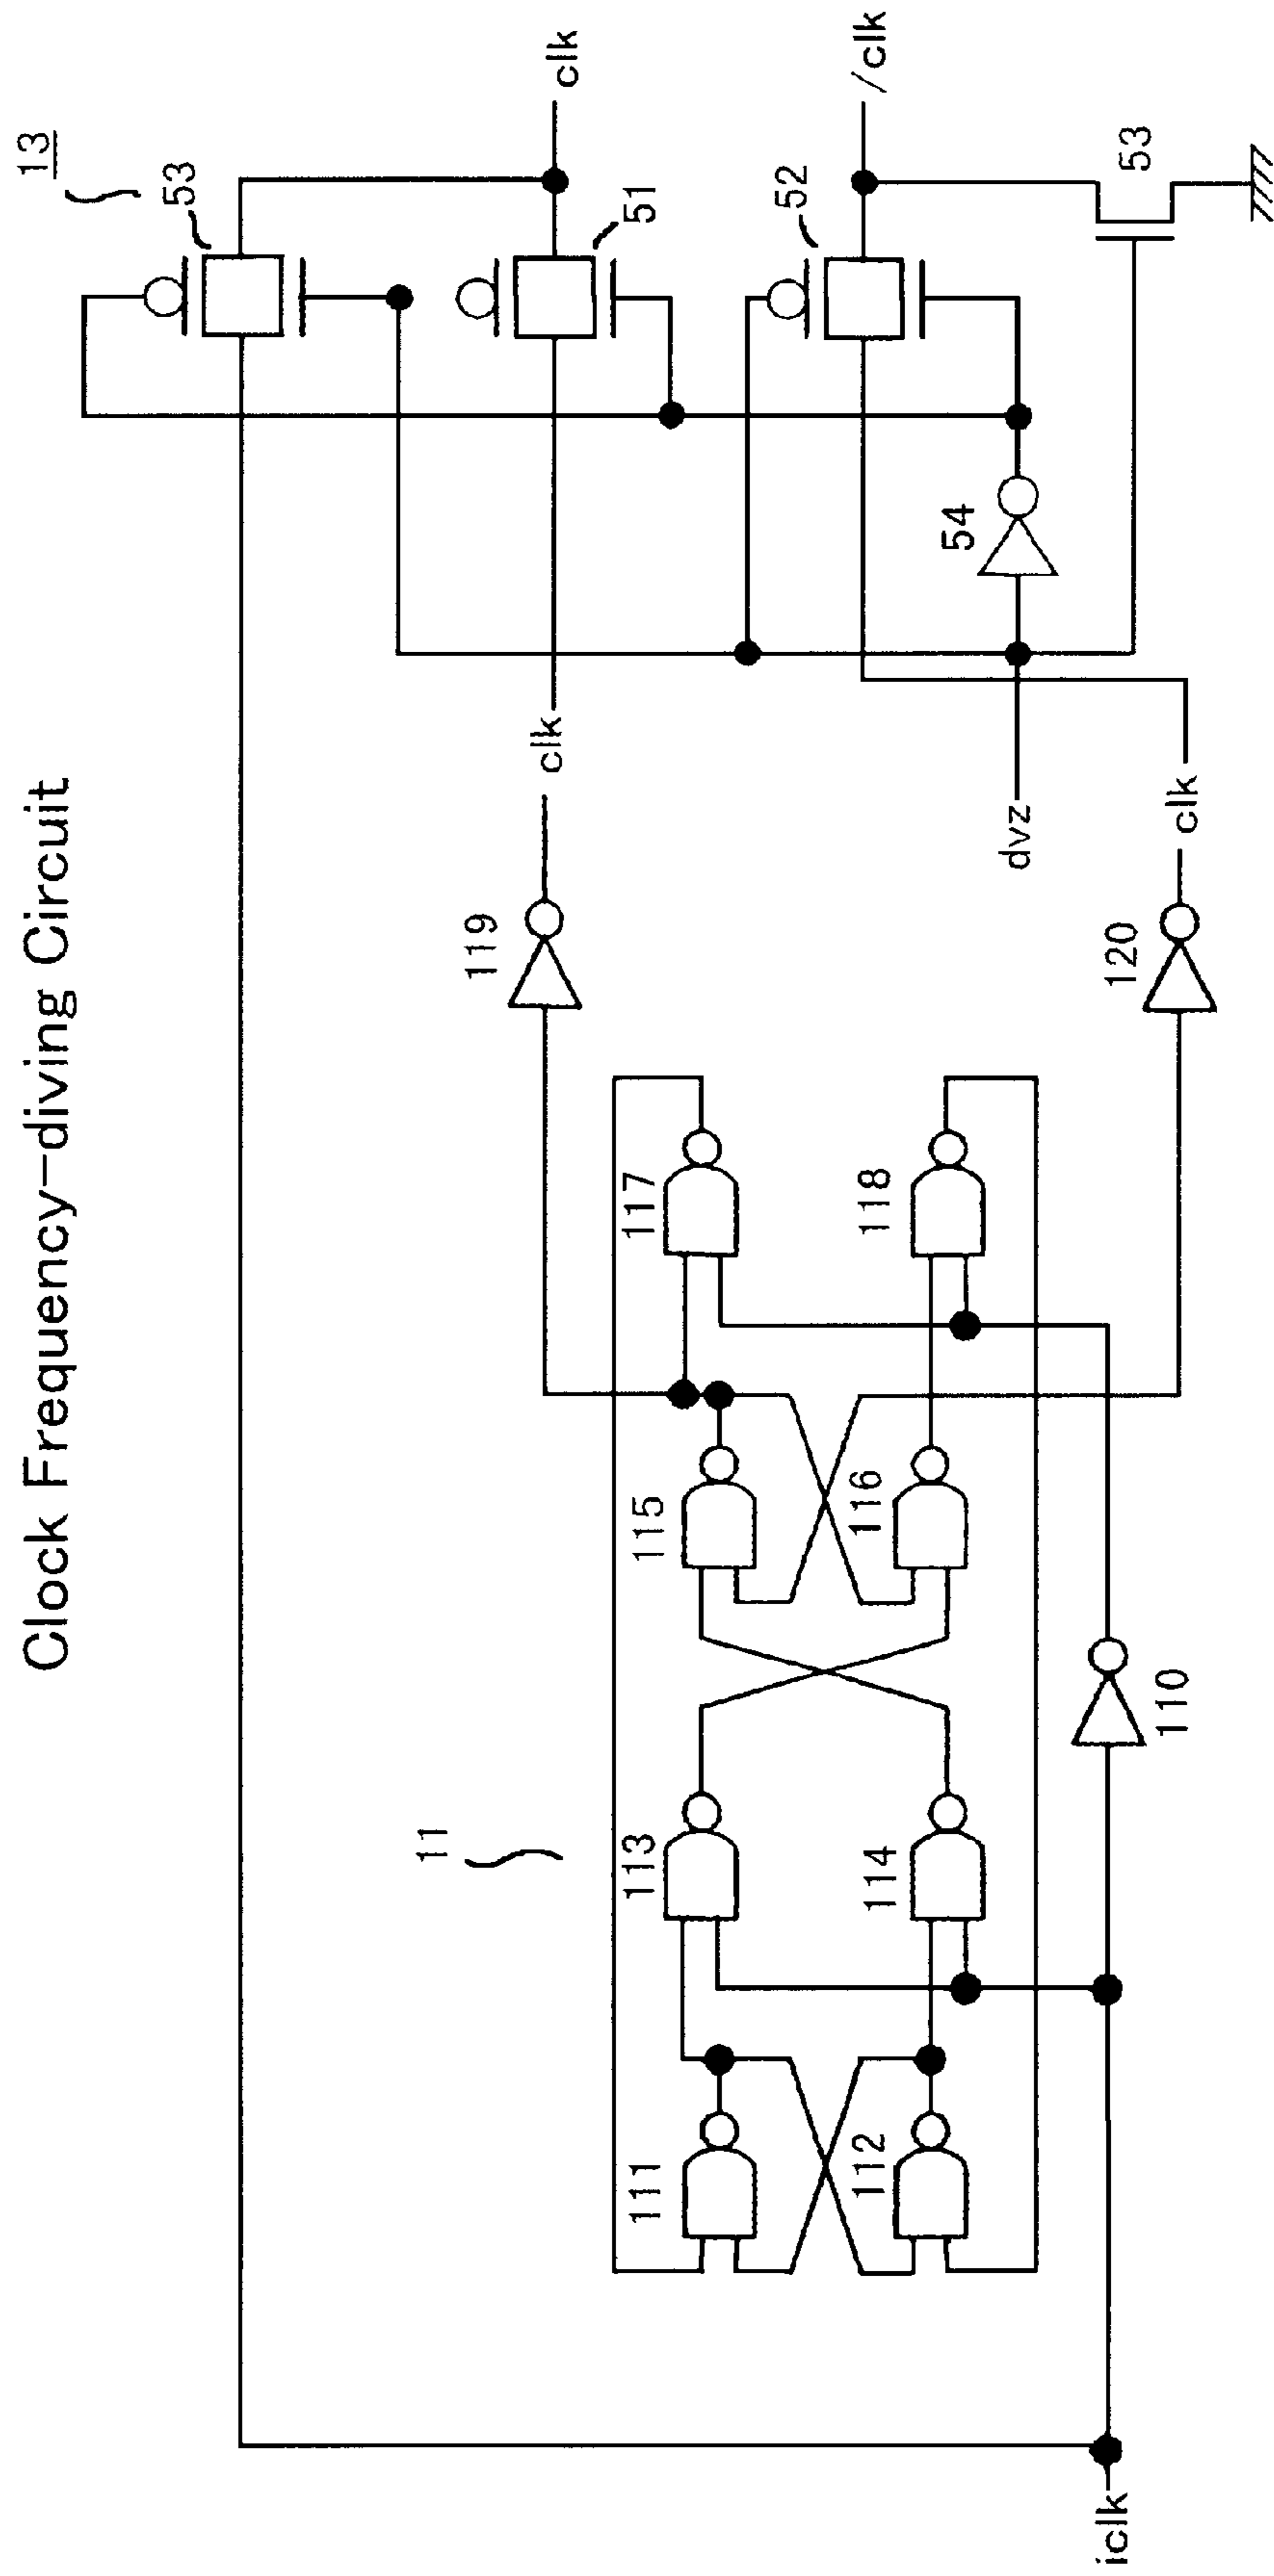 Clock Frequency-diving Circuit
13
53
clk
51
52
/clk
53
54
dvz
clk
clk
119
120
11
117
118
115
116
113
114
110
111
112
iclk